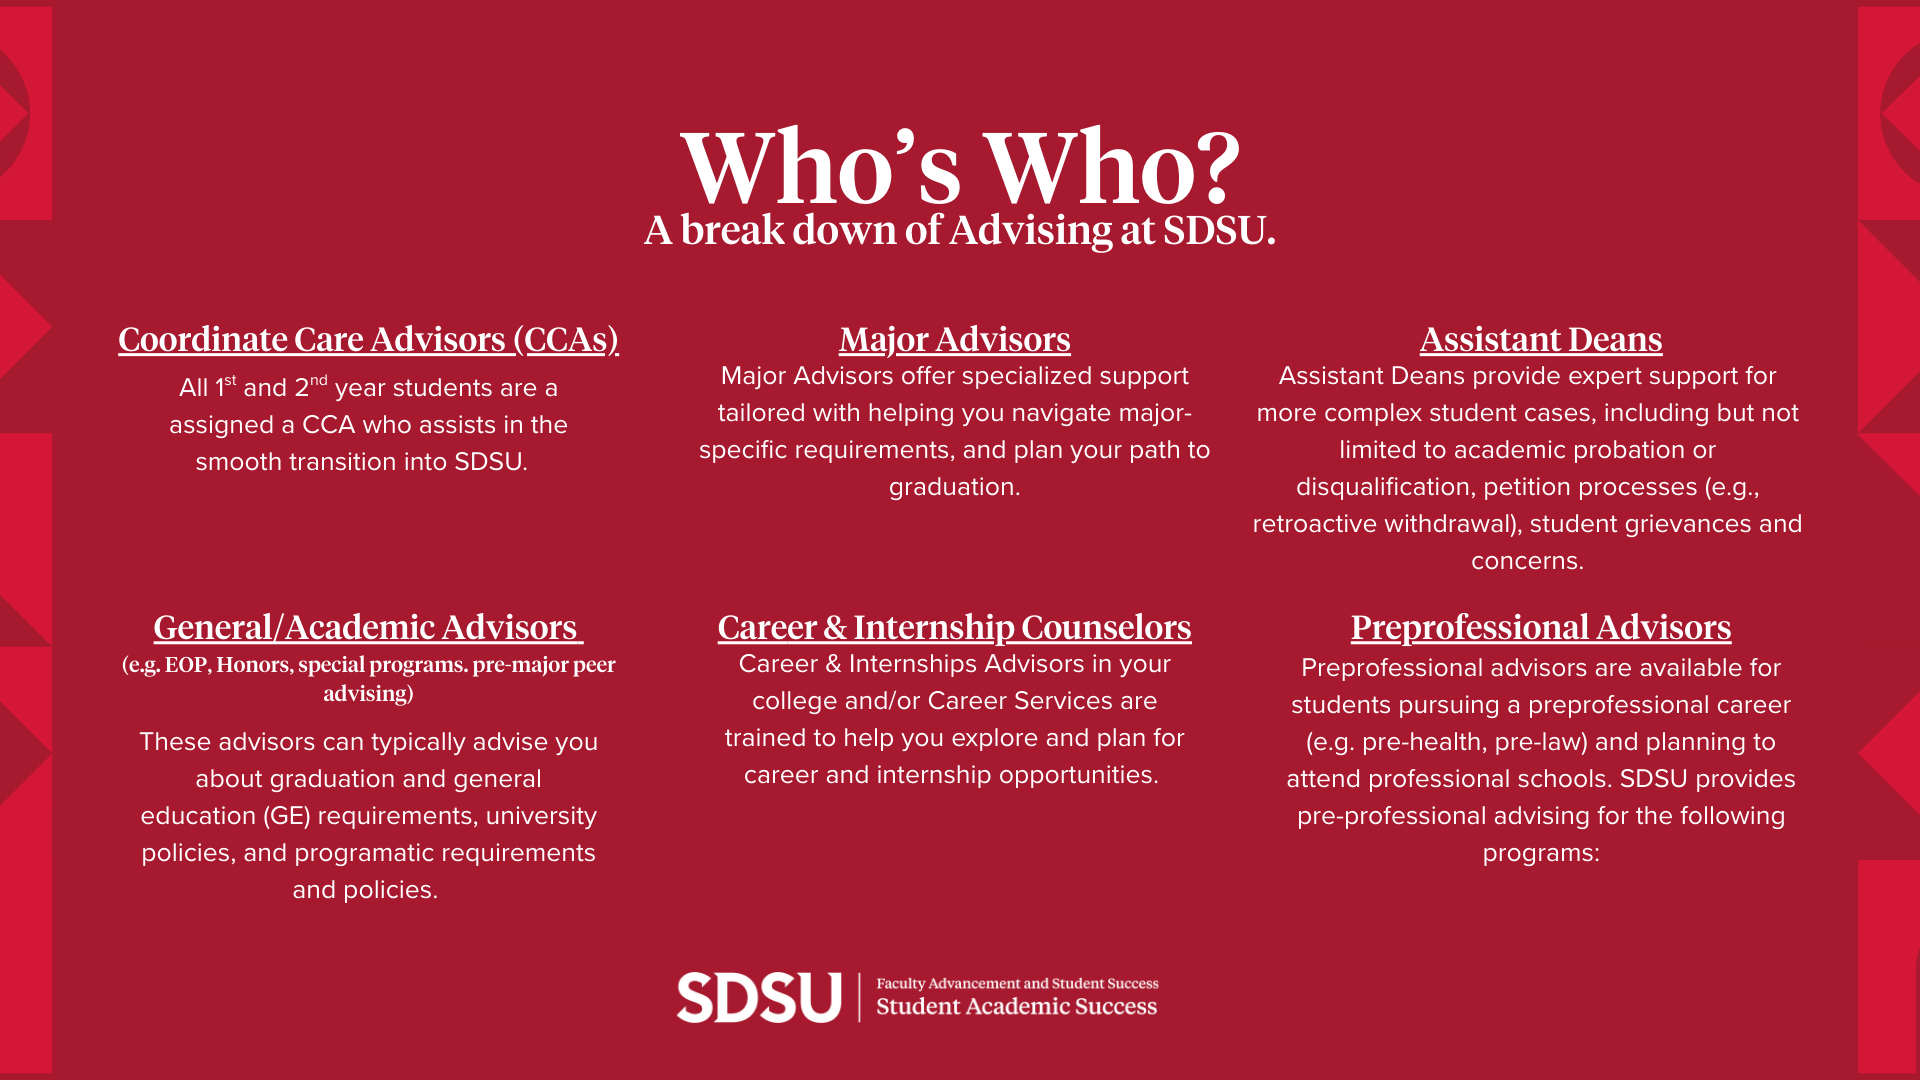 Who’s Who?
A break down of Advising at SDSU.
Coordinate Care Advisors (CCAs)
All 1st and 2nd year students are a
assigned a CCA who assists in the
smooth transition into SDSU.
Major Advisors
Major Advisors offer specialized support
tailored with helping you navigate major-
specific requirements, and plan your path to
graduation.
Assistant Deans
Assistant Deans provide expert support for
more complex student cases, including but not
limited to academic probation or
disqualification, petition processes (e.g.,
retroactive withdrawal), student grievances and
concerns.
General/Academic Advisors
(e.g. EOP, Honors, special programs. pre-major peer
advising)
These advisors can typically advise you
about graduation and general
education (GE) requirements, university
policies, and programatic requirements
and policies.
Career & Internship Counselors
Career & Internships Advisors in your
college and/or Career Services are
trained to help you explore and plan for
career and internship opportunities.
Preprofessional Advisors
Preprofessional advisors are available for
students pursuing a preprofessional career
(e.g. pre-health, pre-law) and planning to
attend professional schools. SDSU provides
pre-professional advising for the following
programs:
SDSU
Faculty Advancement and Student Success
Student Academic Success